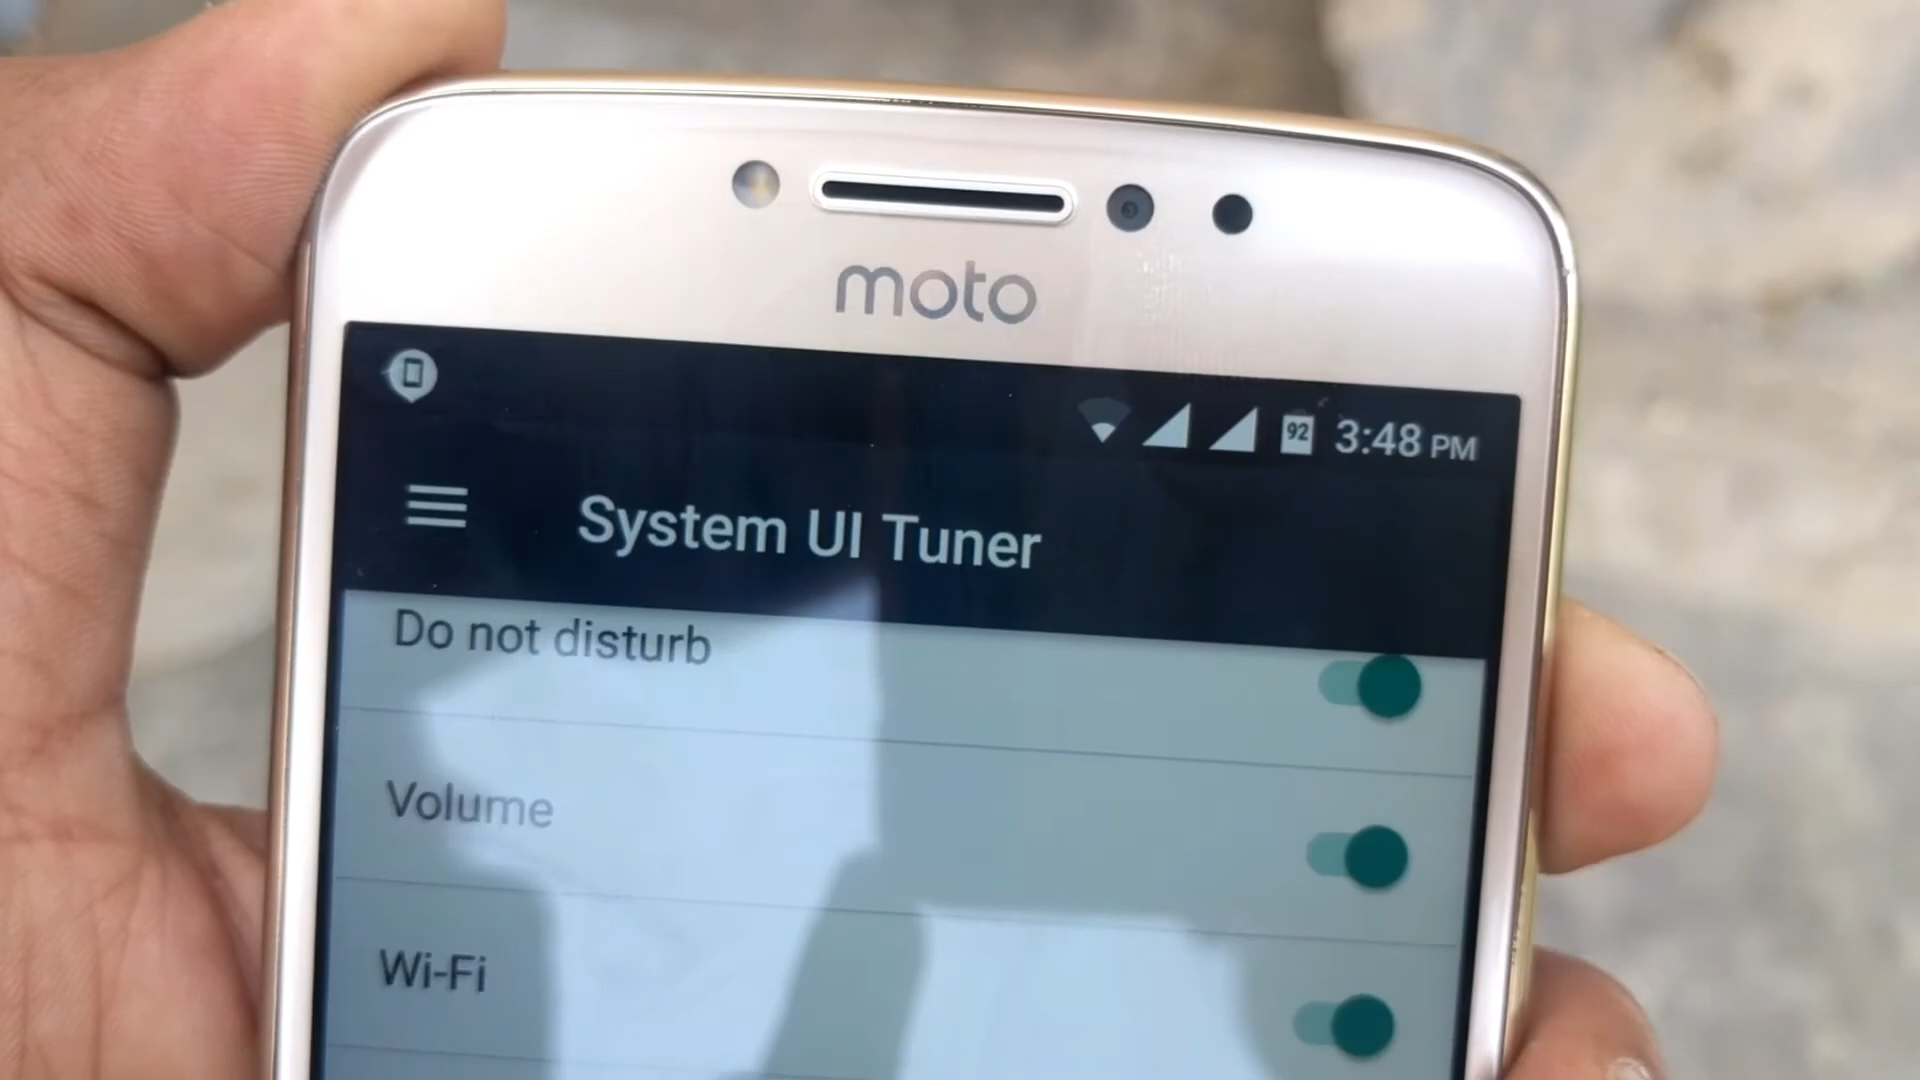 moto
92 3:48 PM
System UI Tuner
Do not disturb
Volume
Wi-Fi